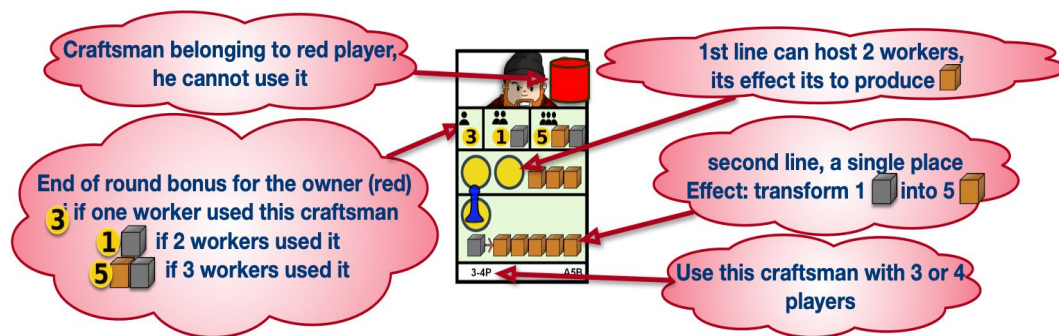 Craftsman belonging to red player,
he cannot use it
1st line can host 2 workers,
its effect its to produce
3 1 5
End of round bonus for the owner (red)
3 if one worker used this craftsman
1 if 2 workers used it
5 if 3 workers used it
second line, a single place
Effect: transform 1 into 5
3-4P A5B
Use this craftsman with 3 or 4
players